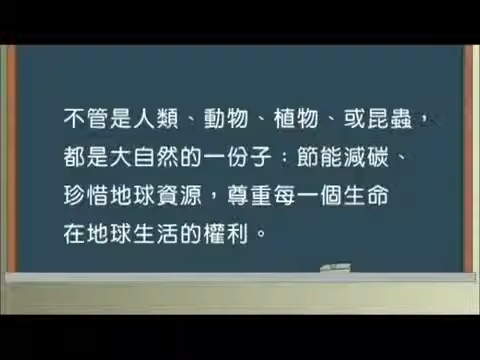 不管是人類、動物、植物、或昆蟲，
都是大自然的一份子：節能減碳、
珍惜地球資源，尊重每一個生命
在地球生活的權利。